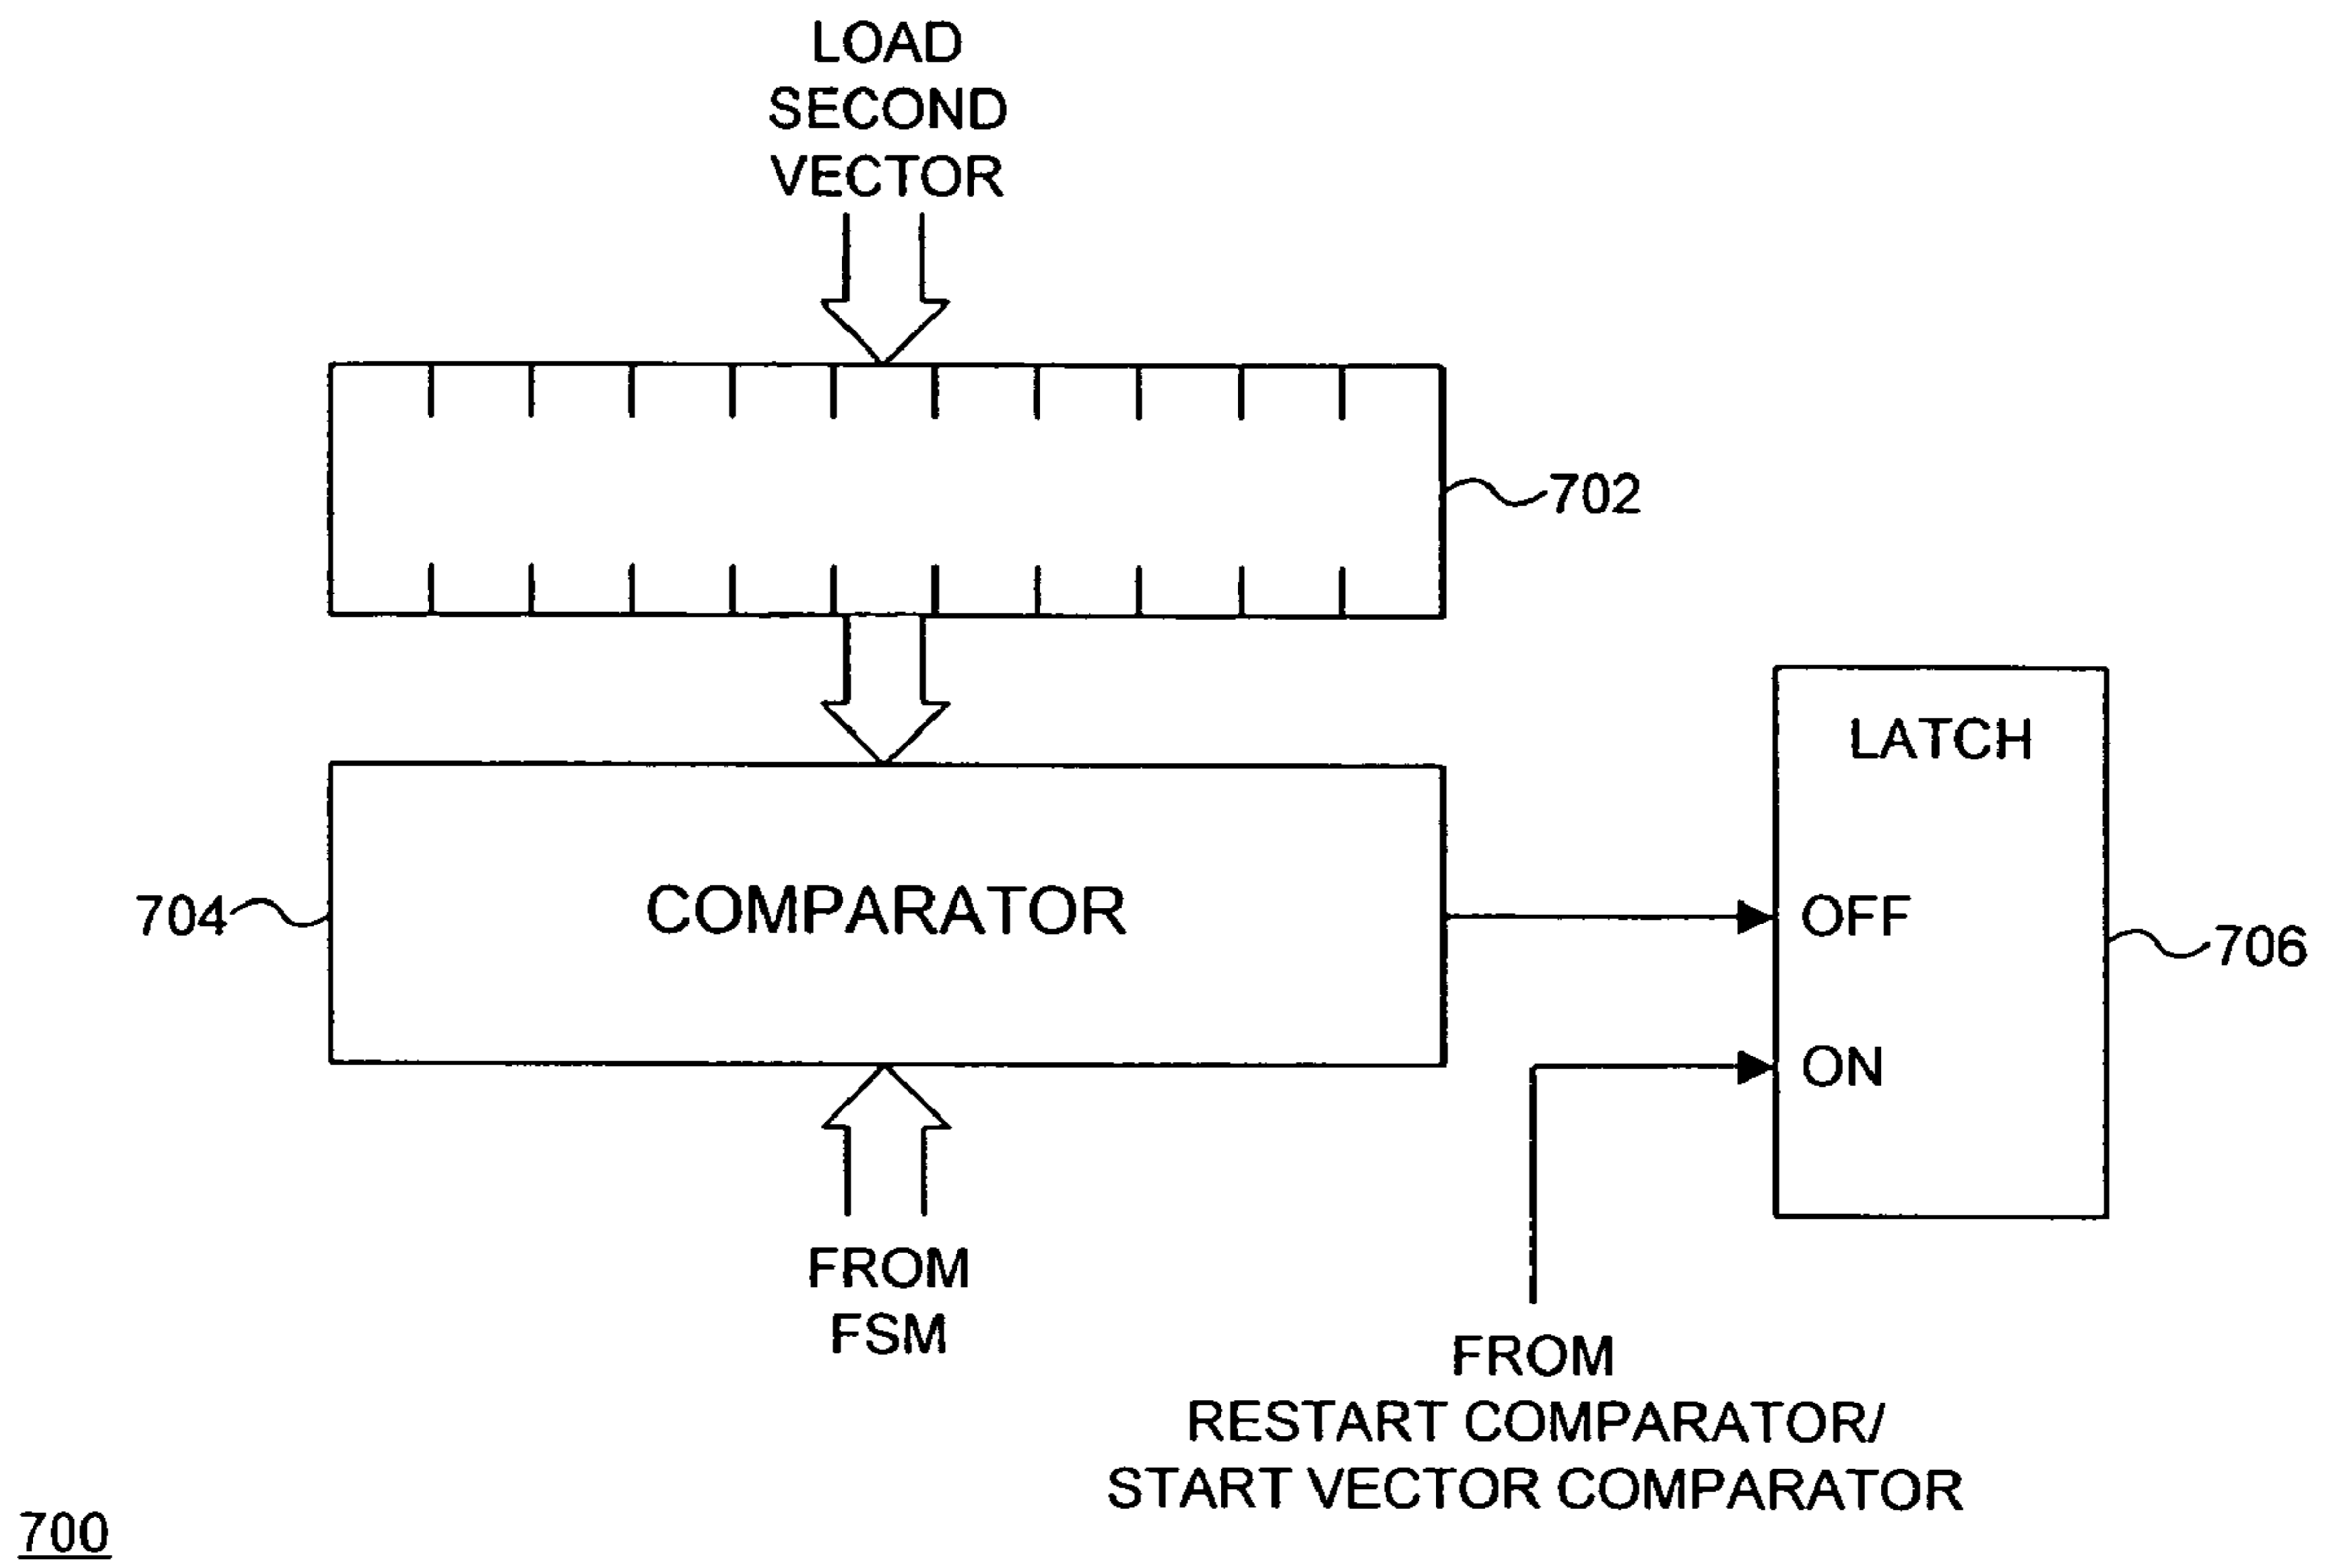 LOAD
SECOND
VECTOR
702
LATCH
704
COMPARATOR
OFF
706
ON
FROM
FSM
FROM
RESTART COMPARATOR/
START VECTOR COMPARATOR
700